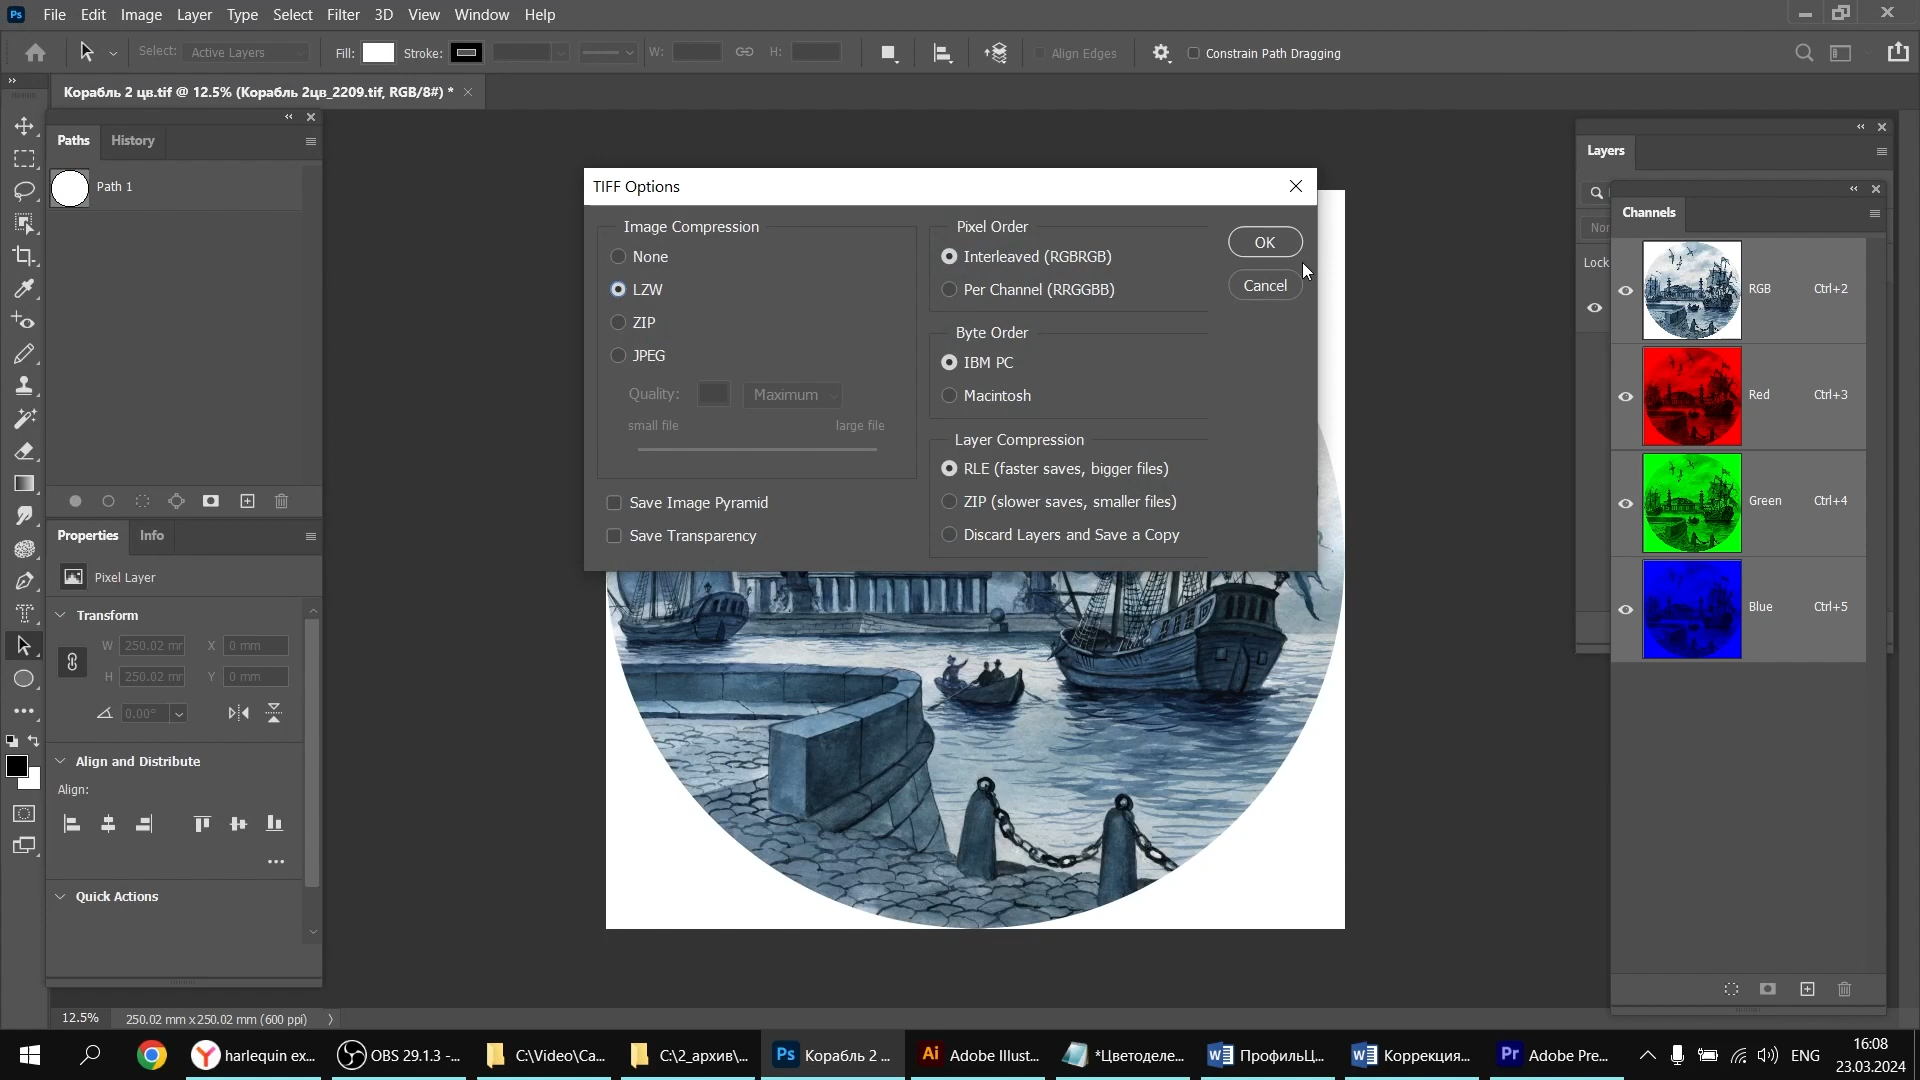 Ps File Edit Image Layer Type Select Filter 3D View Window Help
Select: Active Layers Fill: Stroke: W: H: Align Edges Constrain Path Dragging
Корабль 2 цв.tif @ 12.5% (Корабль 2цв_2209.tif, RGB/8#) *
Paths History
Path 1
Properties Info
Pixel Layer
Transform
W 250.02 mm X 0 mm
H 250.02 mm Y 0 mm
0.00°
Align and Distribute
Align:
Quick Actions
TIFF Options
Image Compression
None
LZW
ZIP
JPEG
Quality: Maximum
small file large file
Save Image Pyramid
Save Transparency
Pixel Order
Interleaved (RGBRGB)
Per Channel (RRGGBB)
Byte Order
IBM PC
Macintosh
Layer Compression
RLE (faster saves, bigger files)
ZIP (slower saves, smaller files)
Discard Layers and Save a Copy
OK
Cancel
Layers
Nor
Lock
Channels
RGB Ctrl+2
Red Ctrl+3
Green Ctrl+4
Blue Ctrl+5
12.5% 250.02 mm x 250.02 mm (600 ppi)
harlequin ex... OBS 29.1.3 -... C:\Video\Ca... C:\2_архив\... Ps Корабль 2 ... Ai Adobe Illust... *Цветоделе... ПрофильЦ... Коррекция... Pr Adobe Pre... ENG
16:08
23.03.2024